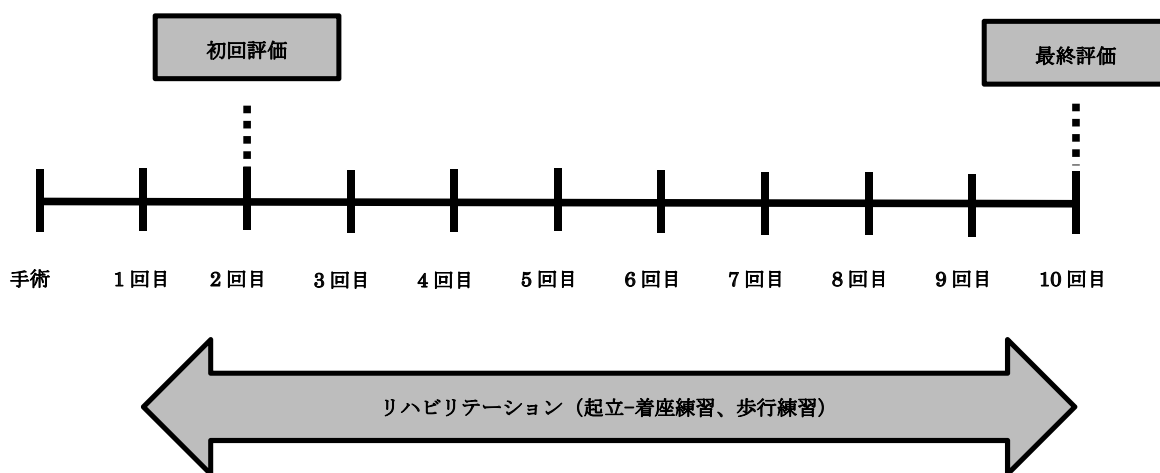 初回評価
最終評価
手術
1回目
2回目
3回目
4回目
5回目
6回目
7回目
8回目
9回目
10回目
リハビリテーション（起立-着座練習、歩行練習）